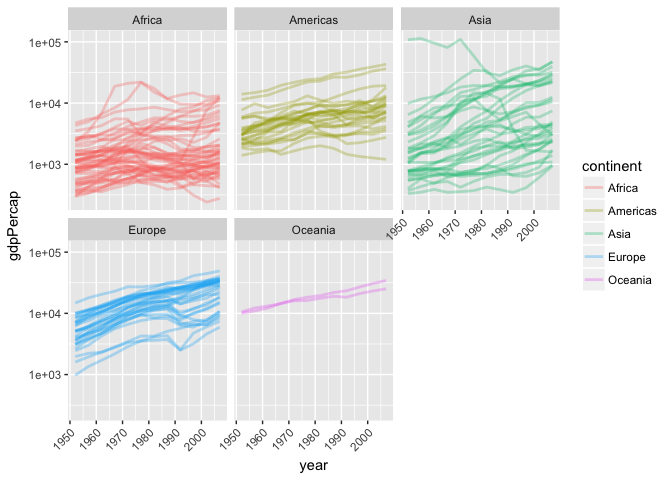 Africa
Americas
Asia
1e+05
1e+04
1e+03
gdpPercap
continent
Africa
Americas
Asia
Europe
Oceania
1950
1960
1970
1980
1990
2000
Europe
Oceania
1e+05
1e+04
1e+03
1950
1960
1970
1980
1990
2000
1950
1960
1970
1980
1990
2000
year